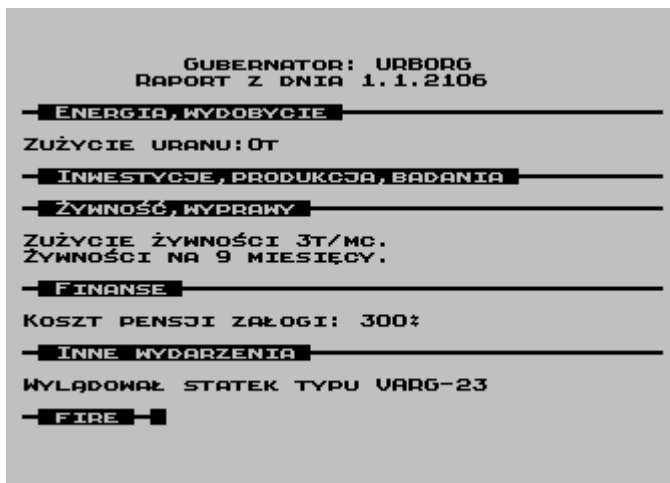 GUBERNATOR: URBORG
RAPORT Z DNIA 1.1.2106
ENERGIA,WYDOBYCIE
ZUŻYCIE URANU:0T
INWESTYCJE,PRODUKCJA,BADANIA
ŻYWNOŚĆ,WYPRAWY
ZUŻYCIE ŻYWNOŚCI 3T/MC.
ŻYWNOŚCI NA 9 MIESIĘCY.
FINANSE
KOSZT PENSJI ZAŁOGI: 300%
INNE WYDARZENIA
WYLĄDOWAŁ STATEK TYPU VARG-23
FIRE